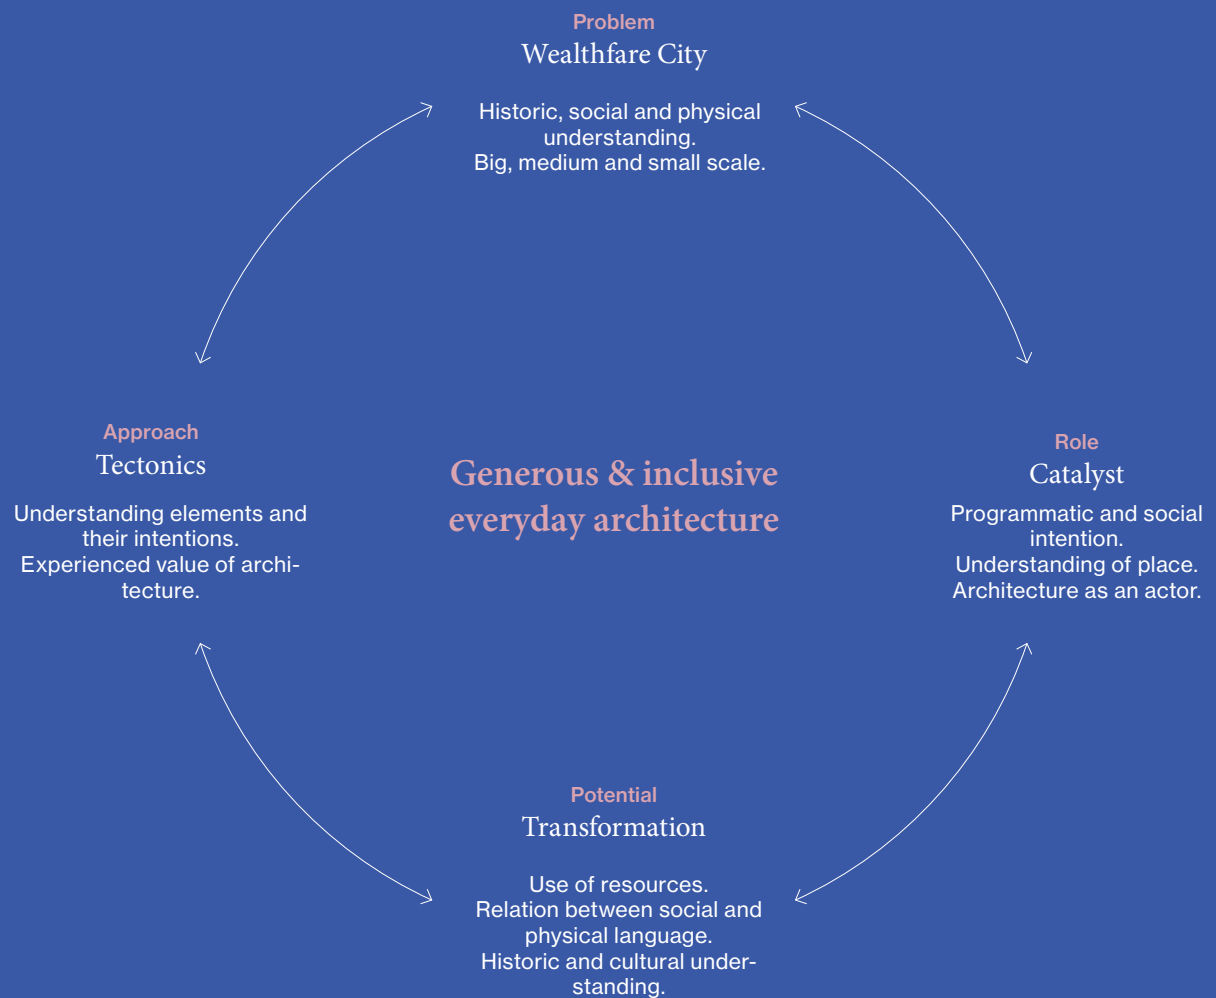 Problem
Wealthfare City
Historic, social and physical
understanding.
Big, medium and small scale.
Approach
Tectonics
Understanding elements and
their intentions.
Experienced value of archi-
tecture.
Generous & inclusive
everyday architecture
Role
Catalyst
Programmatic and social
intention.
Understanding of place.
Architecture as an actor.
Potential
Transformation
Use of resources.
Relation between social and
physical language.
Historic and cultural under-
standing.